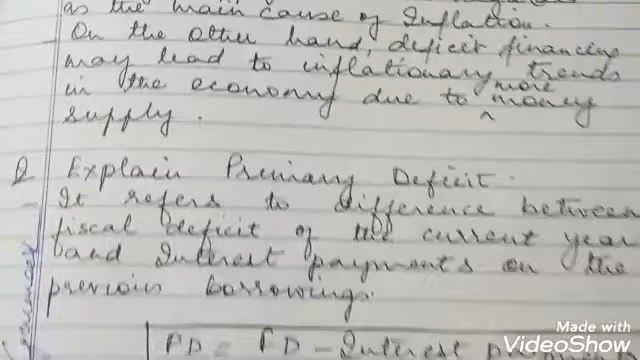 as the main cause of Inflation.
On the other hand, deficit financing
may lead to inflationary trends
in the economy due to more money
supply.
Q Explain Primary Deficit.
It refers to difference between
fiscal deficit of the current year
and Interest payments on the
previous borrowings.
PD = FD - Interest
Made with
VideoShow